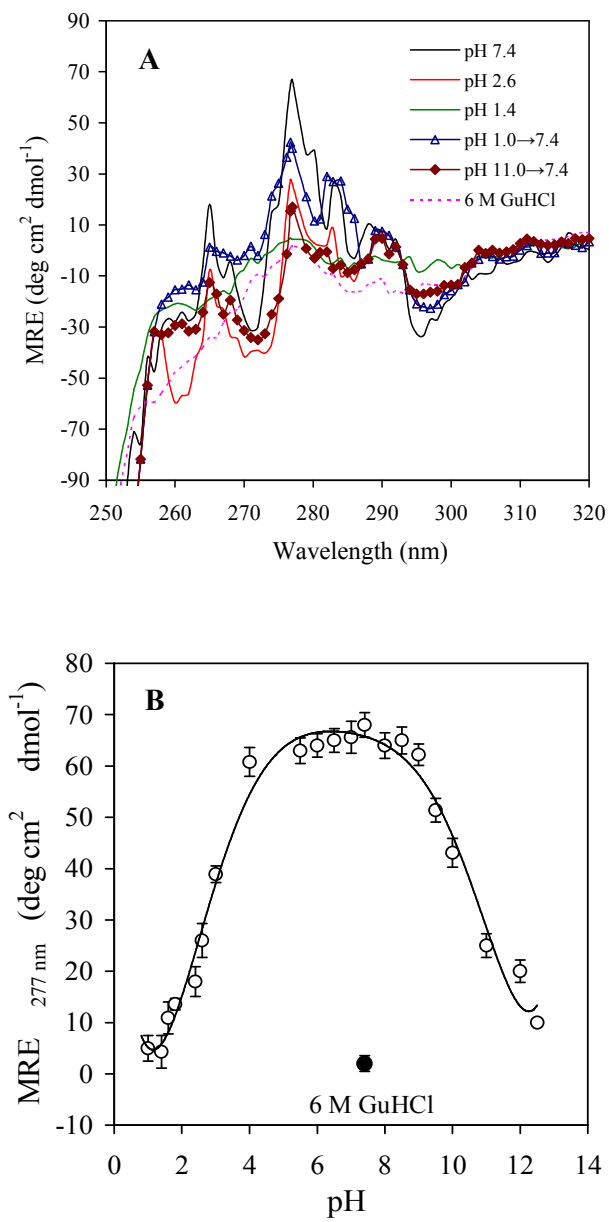 A
pH 7.4
pH 2.6
pH 1.4
pH 1.0→7.4
pH 11.0→7.4
6 M GuHCl
MRE (deg cm² dmol⁻¹)
90
70
50
30
10
-10
-30
-50
-70
-90
250 260 270 280 290 300 310 320
Wavelength (nm)
B
MRE 277 nm (deg cm² dmol⁻¹)
80
70
60
50
40
30
20
10
0
-10
6 M GuHCl
0 2 4 6 8 10 12 14
pH